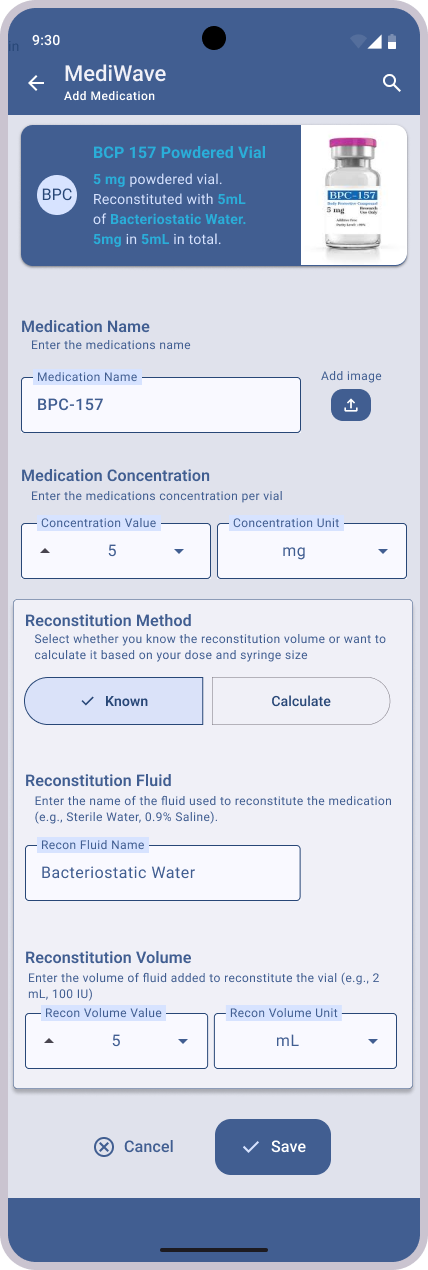 in
9:30
MediWave
Add Medication
BPC
BCP 157 Powdered Vial
5 mg powdered vial.
Reconstituted with 5mL
of Bacteriostatic Water.
5mg in 5mL in total.
BPC-157
Body Protective Compound
5 mg
Research
Use Only
Medication Name
Enter the medications name
Medication Name
BPC-157
Add image
Medication Concentration
Enter the medications concentration per vial
Concentration Value
5
Concentration Unit
mg
Reconstitution Method
Select whether you know the reconstitution volume or want to
calculate it based on your dose and syringe size
Known
Calculate
Reconstitution Fluid
Enter the name of the fluid used to reconstitute the medication
(e.g., Sterile Water, 0.9% Saline).
Recon Fluid Name
Bacteriostatic Water
Reconstitution Volume
Enter the volume of fluid added to reconstitute the vial (e.g., 2
mL, 100 IU)
Recon Volume Value
5
Recon Volume Unit
mL
Cancel
Save